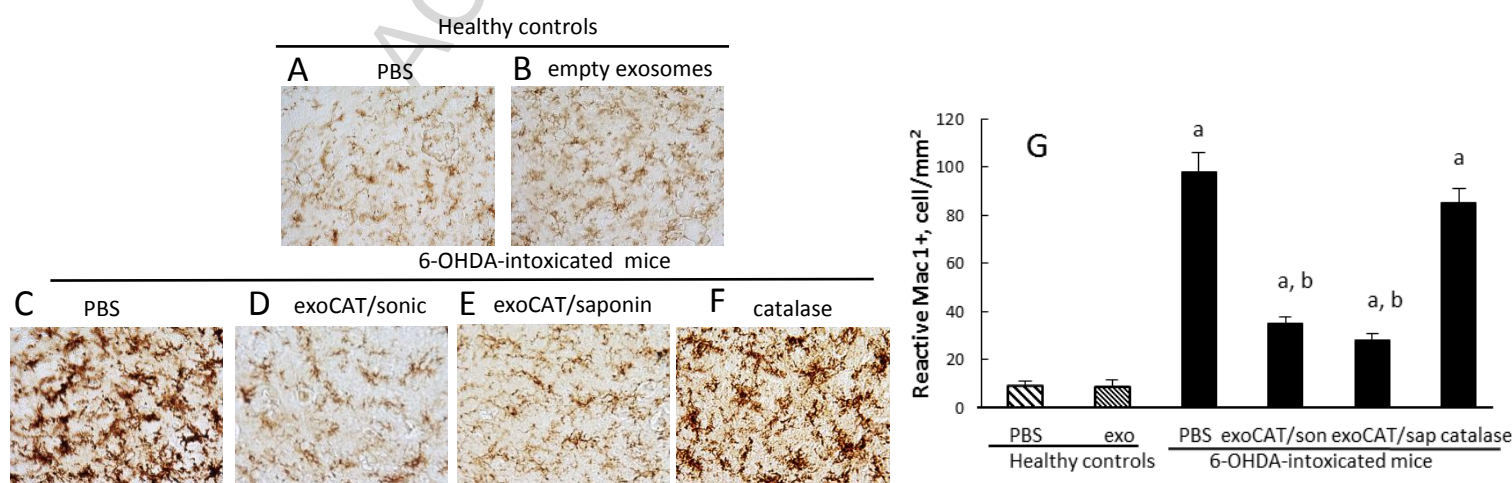 AC
Healthy controls
A PBS B empty exosomes
6-OHDA-intoxicated mice
C PBS D exoCAT/sonic E exoCAT/saponin F catalase
G
Reactive Mac1+, cell/mm²
120
100
80
60
40
20
0
a
a, b
a, b
a
PBS exo PBS exoCAT/son exoCAT/sap catalase
Healthy controls 6-OHDA-intoxicated mice